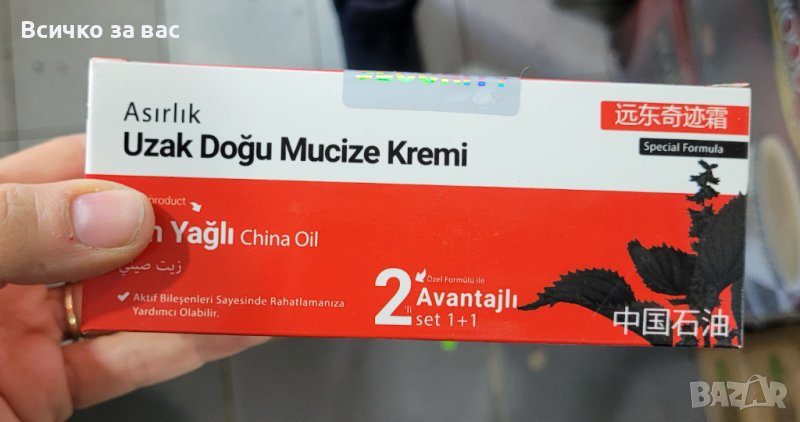 Всичко за вас
Asırlık
Uzak Doğu Mucize Kremi
远东奇迹霜
Special Formula
product
Yağlı China Oil
زيت صيني
Aktif Bileşenleri Sayesinde Rahatlamanıza
Yardımcı Olabilir.
Özel Formülü ile
2'li Avantajlı
set 1+1
中国石油
BAZAR